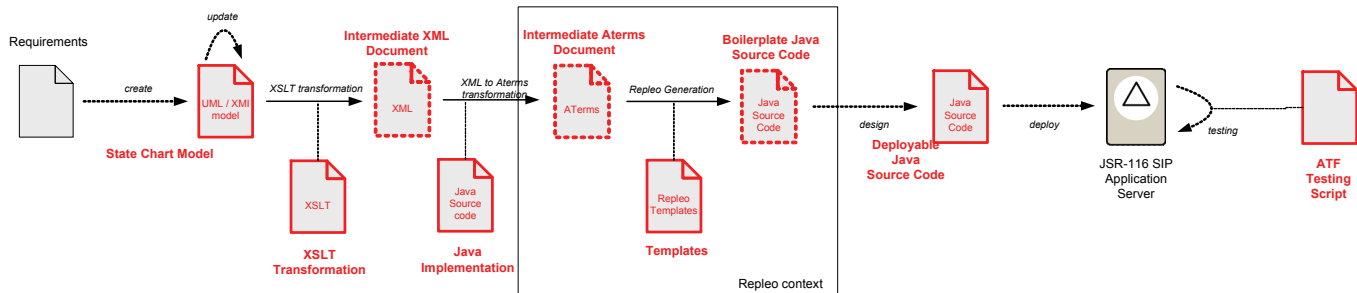 update
Requirements
create
UML / XMI
model
State Chart Model
XSLT transformation
XSLT
XSLT
Transformation
Intermediate XML
Document
XML
XML to Aterms
transformation
Java
Source
code
Java
Implementation
Intermediate Aterms
Document
ATerms
Repleo Generation
Repleo
Templates
Templates
Boilerplate Java
Source Code
Java
Source
Code
Repleo context
design
Deployable
Java
Source Code
Java
Source
Code
deploy
JSR-116 SIP
Application
Server
testing
ATF
Testing
Script